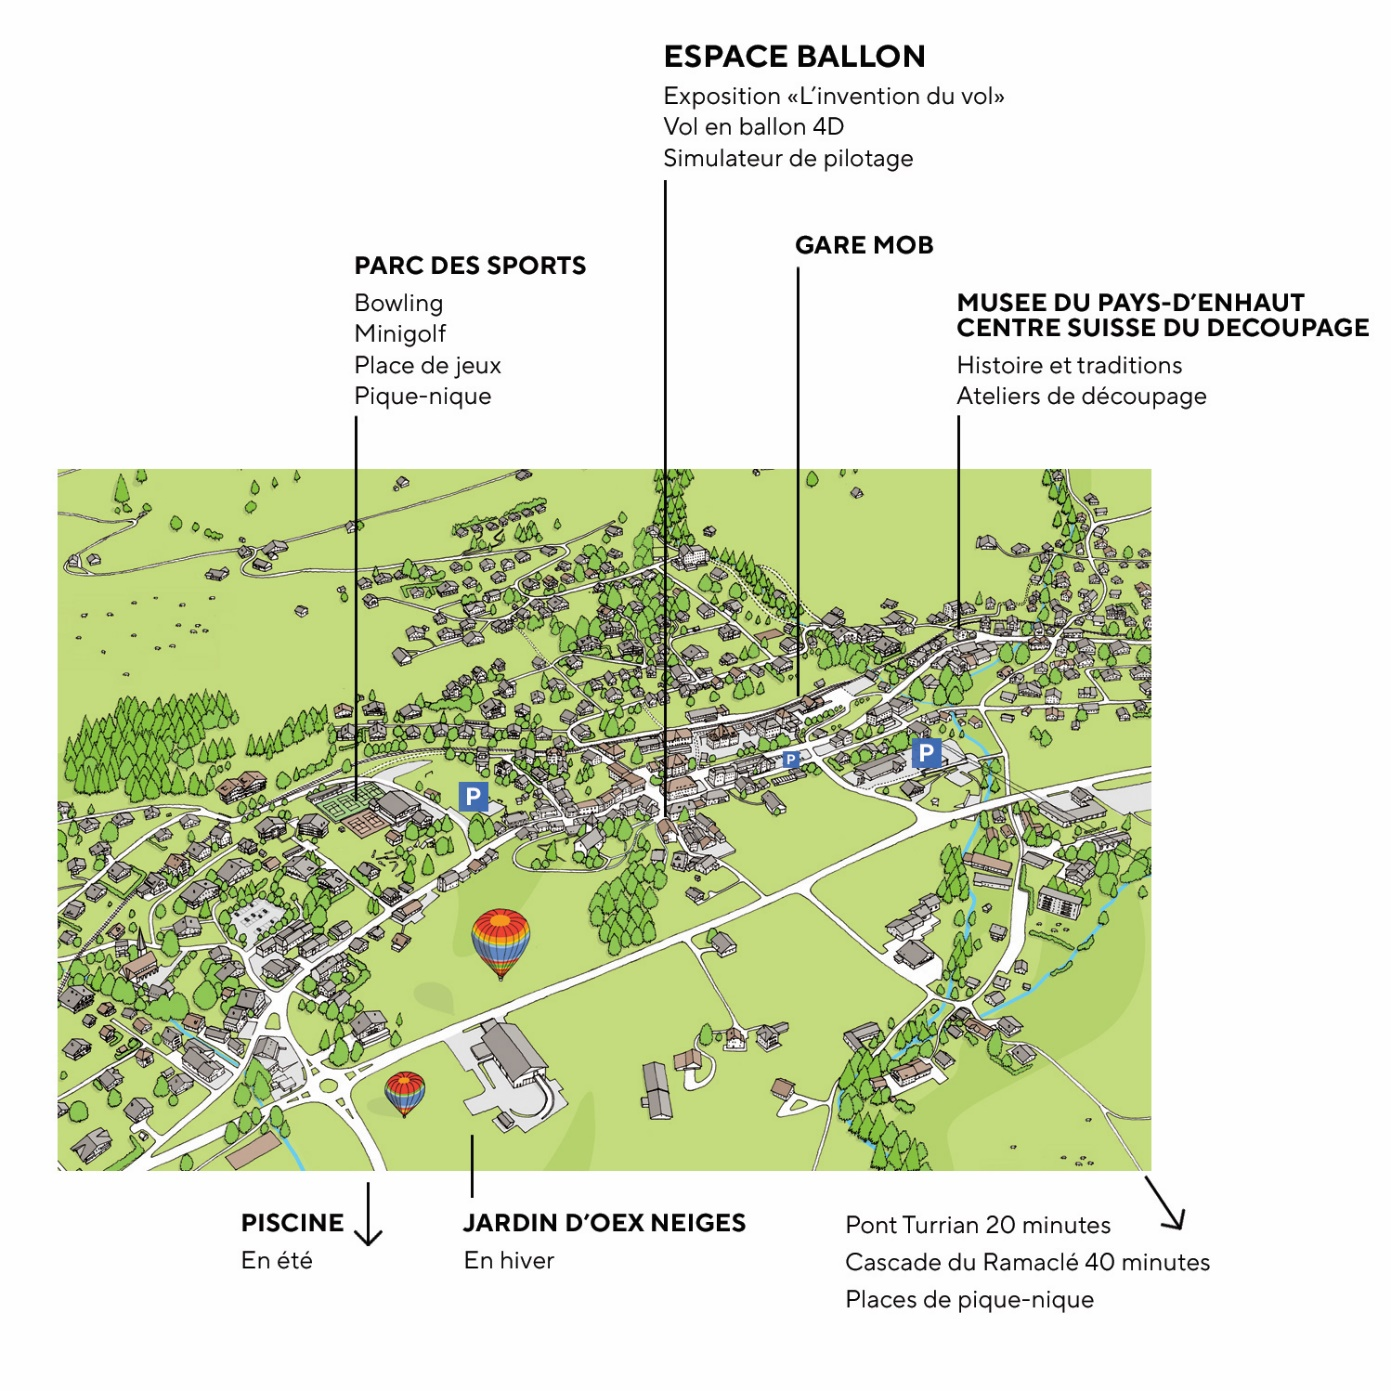 ESPACE BALLON
Exposition «L’invention du vol»
Vol en ballon 4D
Simulateur de pilotage
GARE MOB
PARC DES SPORTS
Bowling
Minigolf
Place de jeux
Pique-nique
MUSEE DU PAYS-D’ENHAUT
CENTRE SUISSE DU DECOUPAGE
Histoire et traditions
Ateliers de découpage
P
P
P
PISCINE
En été
JARDIN D’OEX NEIGES
En hiver
Pont Turrian 20 minutes
Cascade du Ramaclé 40 minutes
Places de pique-nique